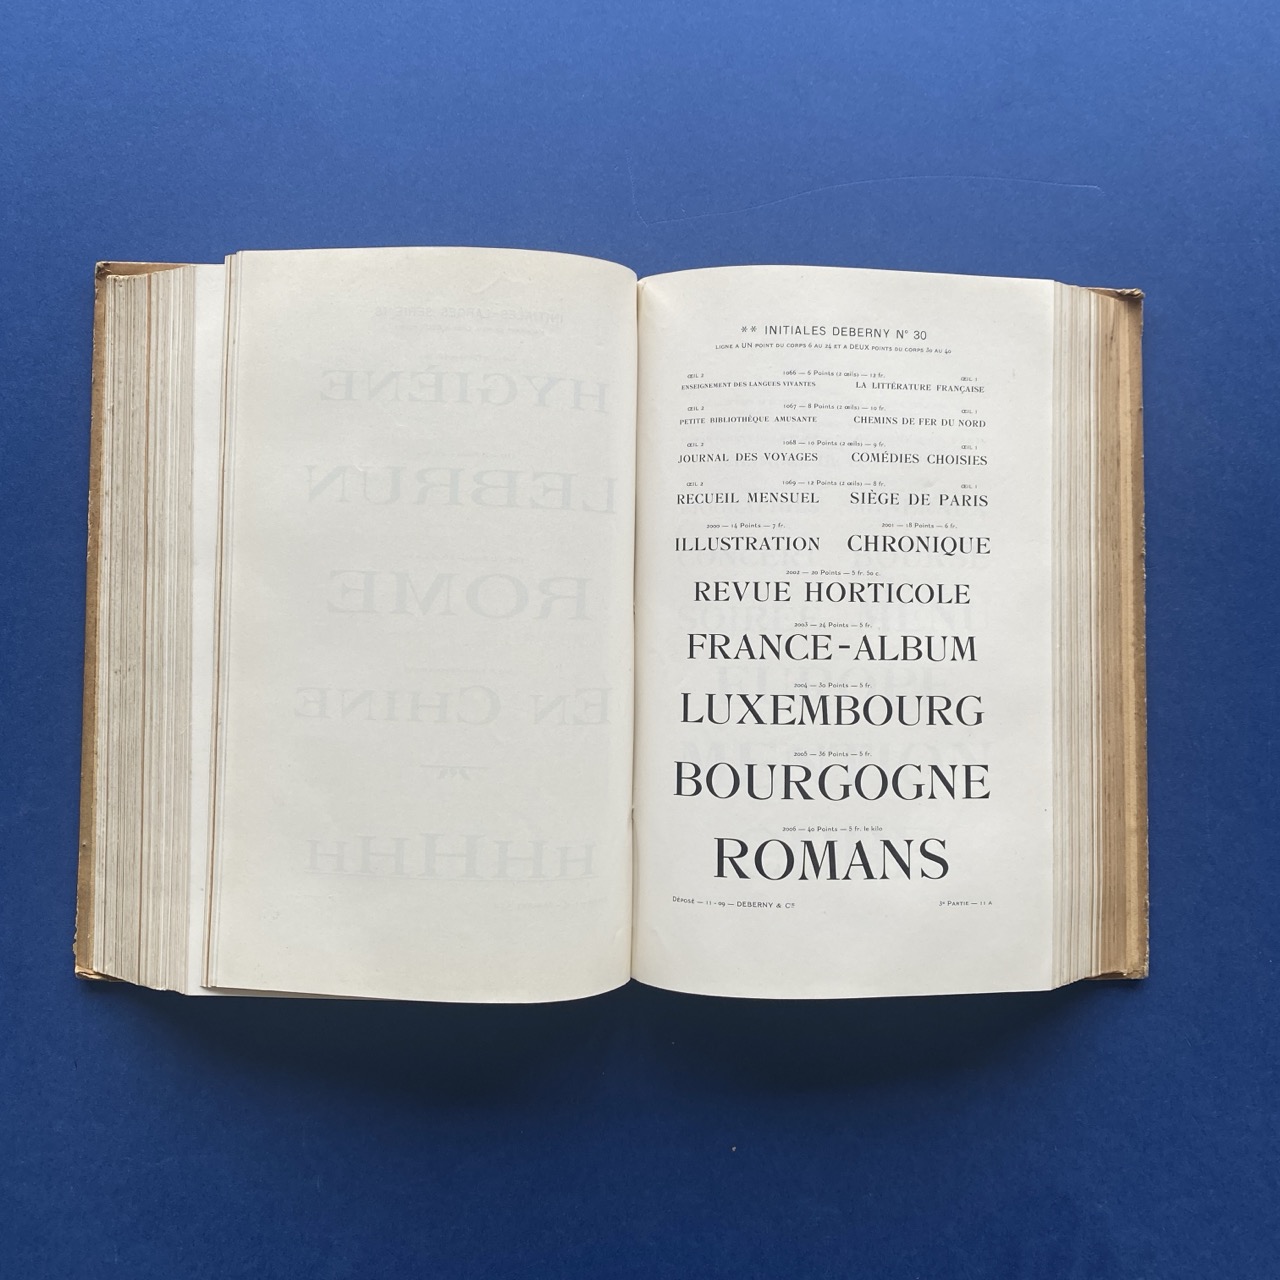 ** INITIALES DEBERNY N° 30
LIGNE A UN POINT DU CORPS 6 AU 24 ET A DEUX POINTS DU CORPS 30 AU 40
ŒIL 2 1066 — 6 Points (2 œils) — 12 fr. ŒIL 1
ENSEIGNEMENT DES LANGUES VIVANTES LA LITTÉRATURE FRANÇAISE
ŒIL 2 1067 — 8 Points (2 œils) — 10 fr. ŒIL 1
PETITE BIBLIOTHÈQUE AMUSANTE CHEMINS DE FER DU NORD
ŒIL 2 1068 — 10 Points (2 œils) — 9 fr. ŒIL 1
JOURNAL DES VOYAGES COMÉDIES CHOISIES
ŒIL 2 1069 — 12 Points (2 œils) — 8 fr. ŒIL 1
RECUEIL MENSUEL SIÈGE DE PARIS
2000 — 14 Points — 7 fr. 2001 — 18 Points — 6 fr.
ILLUSTRATION CHRONIQUE
2002 — 20 Points — 5 fr. 50 c.
REVUE HORTICOLE
2003 — 24 Points — 5 fr.
FRANCE-ALBUM
2004 — 30 Points — 5 fr.
LUXEMBOURG
2005 — 36 Points — 5 fr.
BOURGOGNE
2006 — 40 Points — 5 fr. le kilo
ROMANS
DÉPOSÉ — 11-09 — DEBERNY & Cie 3e PARTIE — 11 A
HYGIÈNE
LEBRUN
ROME
EN CHINE
HHHHH